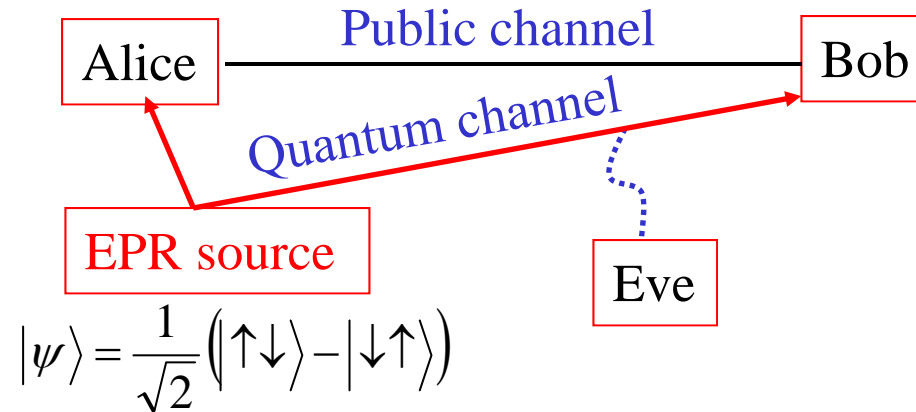 Public channel
Alice
Bob
Quantum channel
EPR source
Eve
|ψ⟩ = 1/√2 (|↑↓⟩ − |↓↑⟩)